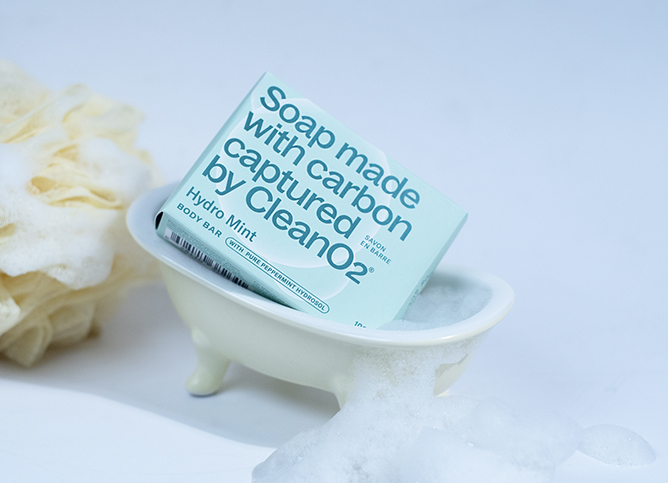 Soap made
with carbon
captured
by CleanO2®
Hydro Mint
BODY BAR
SAVON
EN BARRE
WITH PURE PEPPERMINT HYDROSOL